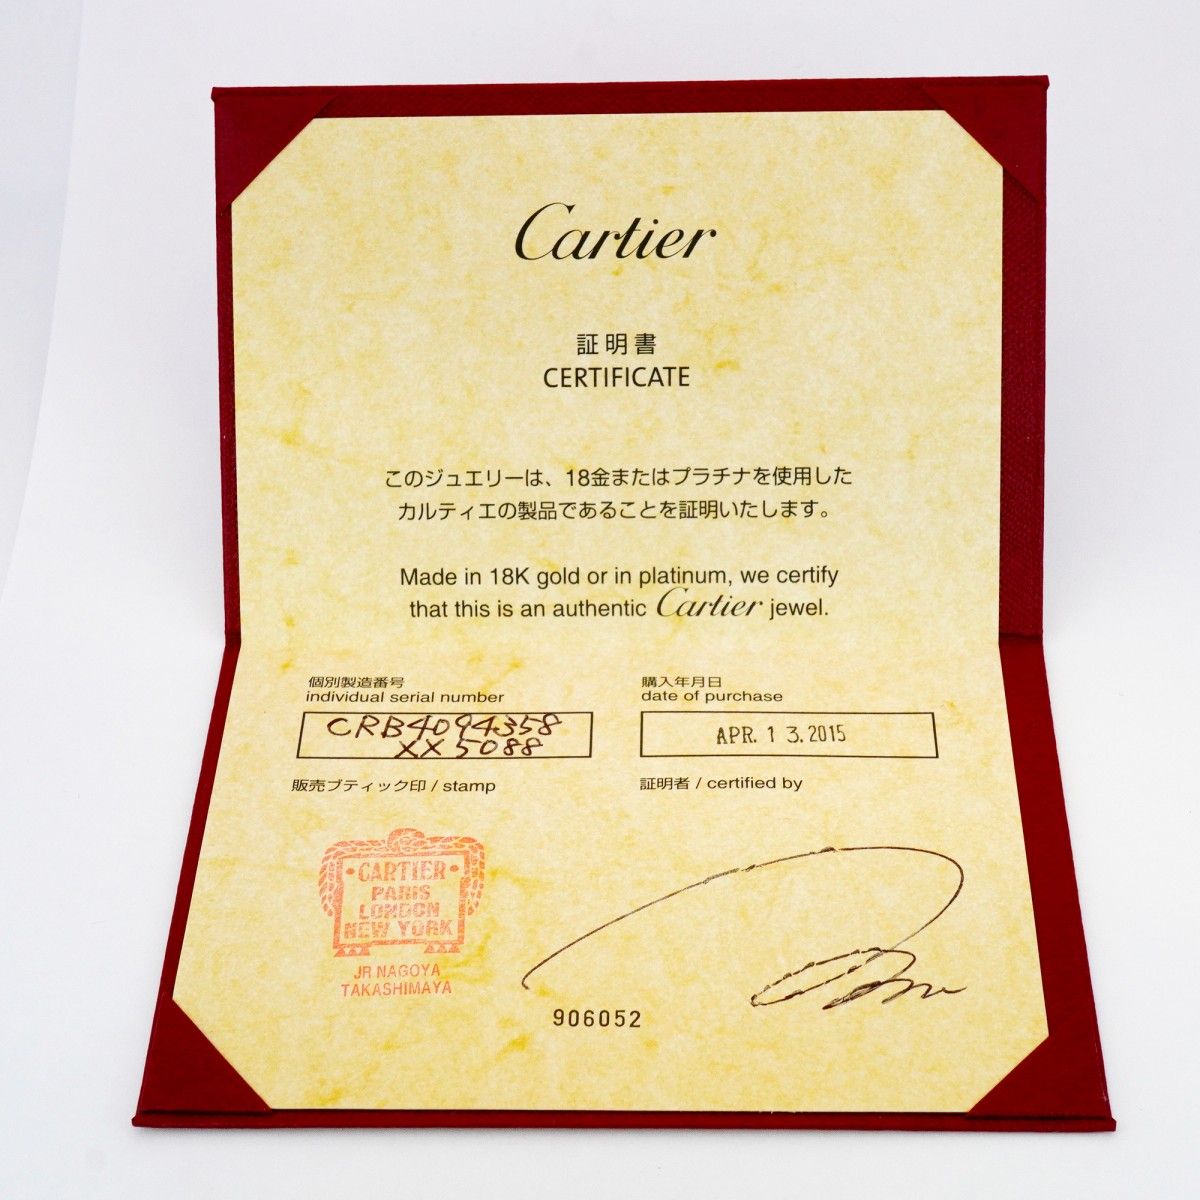 Cartier
証明書
CERTIFICATE
このジュエリーは、18金またはプラチナを使用した
カルティエの製品であることを証明いたします。
Made in 18K gold or in platinum, we certify
that this is an authentic Cartier jewel.
個別製造番号
individual serial number
CRB4094358
XX5088
購入年月日
date of purchase
APR. 13.2015
販売ブティック印 / stamp
証明者 / certified by
CARTIER
PARIS
LONDON
NEW YORK
JR NAGOYA
TAKASHIMAYA
906052